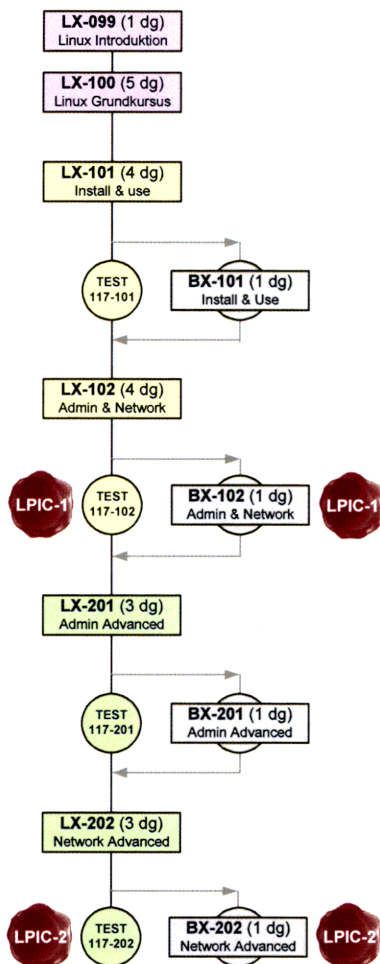 LX-099 (1 dg)
Linux Introduktion
LX-100 (5 dg)
Linux Grundkursus
LX-101 (4 dg)
Install & use
TEST
117-101
BX-101 (1 dg)
Install & Use
LX-102 (4 dg)
Admin & Network
LPIC-1
TEST
117-102
BX-102 (1 dg)
Admin & Network
LPIC-1
LX-201 (3 dg)
Admin Advanced
TEST
117-201
BX-201 (1 dg)
Admin Advanced
LX-202 (3 dg)
Network Advanced
LPIC-2
TEST
117-202
BX-202 (1 dg)
Network Advanced
LPIC-2